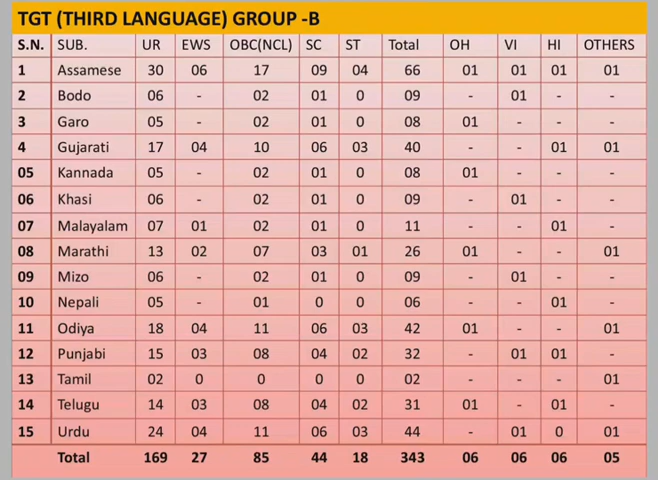 TGT (THIRD LANGUAGE) GROUP -B
S.N. SUB. UR EWS OBC(NCL) SC ST Total OH VI HI OTHERS
1 Assamese 30 06 17 09 04 66 01 01 01 01
2 Bodo 06 - 02 01 0 09 - 01 - -
3 Garo 05 - 02 01 0 08 01 - - -
4 Gujarati 17 04 10 06 03 40 - - 01 01
05 Kannada 05 - 02 01 0 08 01 - - -
06 Khasi 06 - 02 01 0 09 - 01 - -
07 Malayalam 07 01 02 01 0 11 - - 01 -
08 Marathi 13 02 07 03 01 26 01 - - 01
09 Mizo 06 - 02 01 0 09 - 01 - -
10 Nepali 05 - 01 0 0 06 - - 01 -
11 Odiya 18 04 11 06 03 42 01 - - 01
12 Punjabi 15 03 08 04 02 32 - 01 01 -
13 Tamil 02 0 0 0 0 02 - - - 01
14 Telugu 14 03 08 04 02 31 01 - 01 -
15 Urdu 24 04 11 06 03 44 - 01 0 01
Total 169 27 85 44 18 343 06 06 06 05